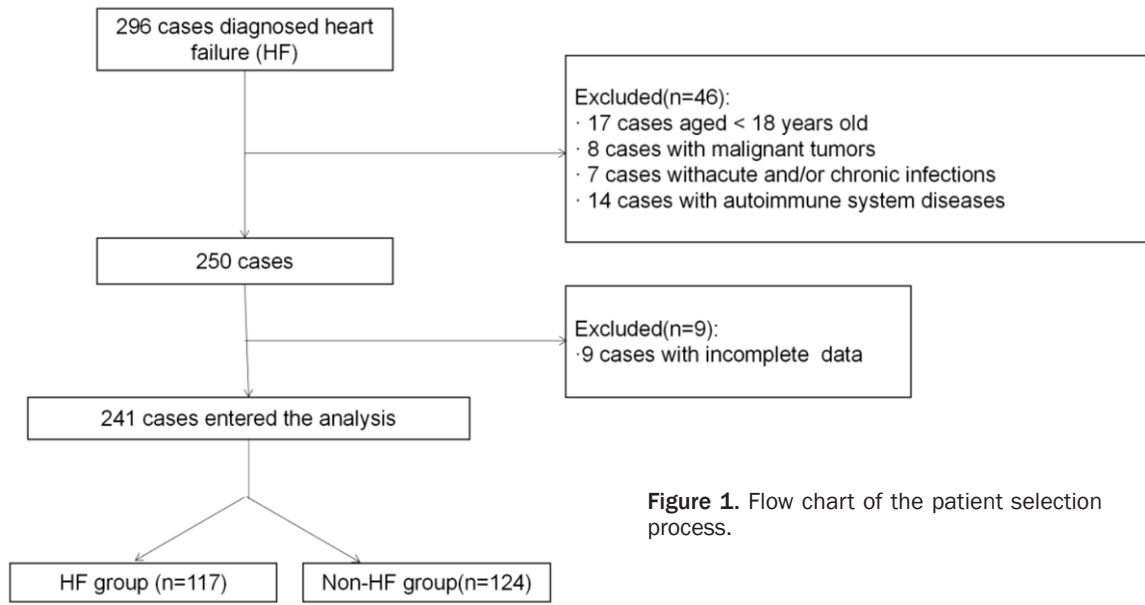 296 cases diagnosed heart
failure (HF)
Excluded(n=46):
· 17 cases aged < 18 years old
· 8 cases with malignant tumors
· 7 cases withacute and/or chronic infections
· 14 cases with autoimmune system diseases
250 cases
Excluded(n=9):
·9 cases with incomplete data
241 cases entered the analysis
HF group (n=117)
Non-HF group(n=124)
Figure 1. Flow chart of the patient selection
process.